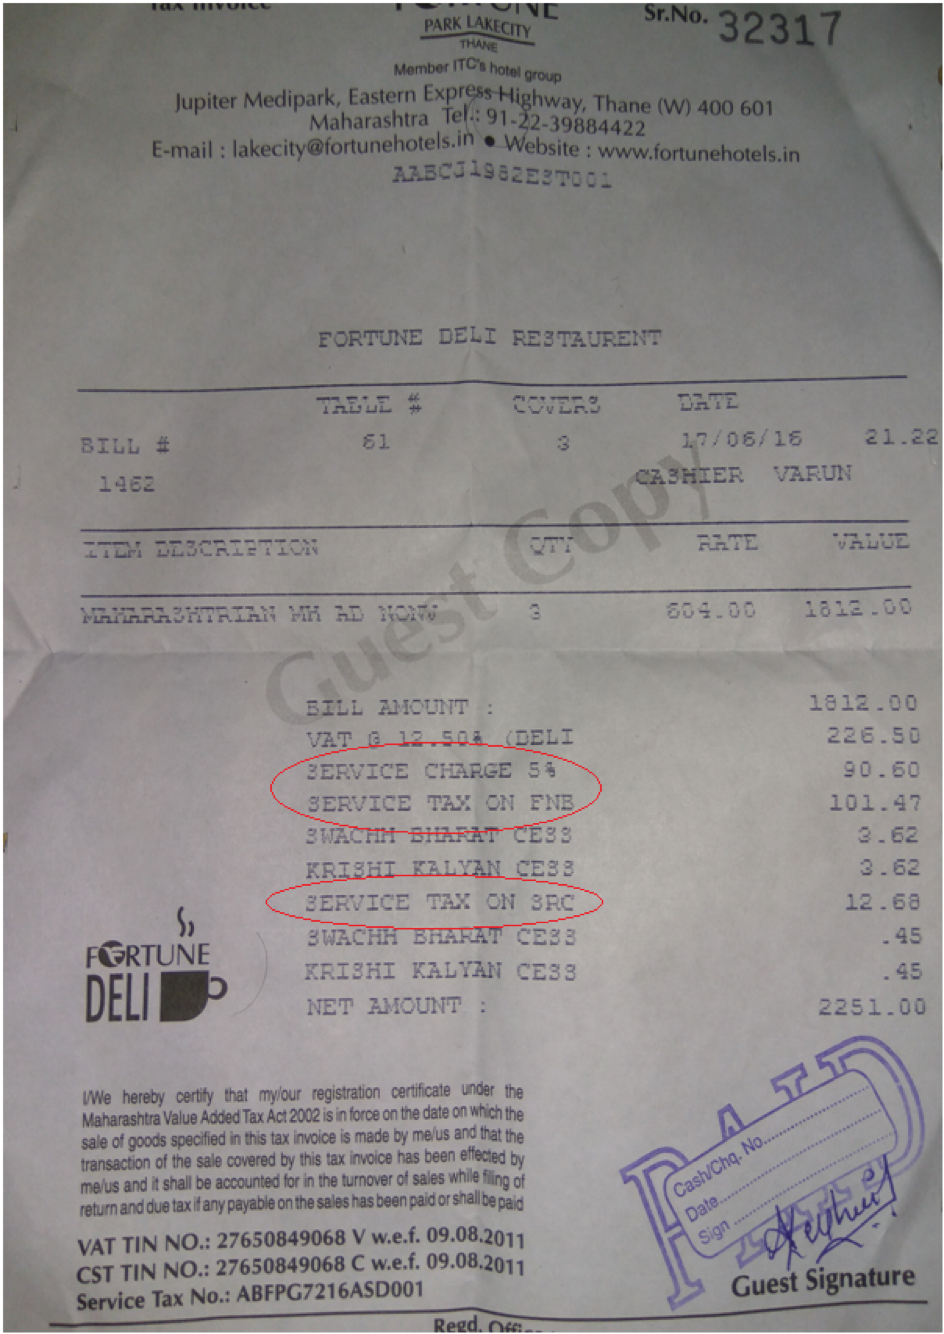 Tax Invoice
FORTUNE
Sr.No. 32317
PARK LAKECITY
THANE
Member ITC's hotel group
Jupiter Medipark, Eastern Express Highway, Thane (W) 400 601
Maharashtra Tel.: 91-22-39884422
E-mail : lakecity@fortunehotels.in • Website : www.fortunehotels.in
AABCJ1982EST001
FORTUNE DELI RESTAURENT
TABLE # COVERS DATE
BILL # 61 3 17/06/16 21.22
1462 CASHIER VARUN
ITEM DESCRIPTION QTY RATE VALUE
MAHARASHTRIAN MH AD NONV 3 604.00 1812.00
Guest Copy
BILL AMOUNT : 1812.00
VAT @ 12.50% (DELI 226.50
SERVICE CHARGE 5% 90.60
SERVICE TAX ON FNB 101.47
SWACHH BHARAT CESS 3.62
KRISHI KALYAN CESS 3.62
SERVICE TAX ON SRC 12.68
SWACHH BHARAT CESS .45
KRISHI KALYAN CESS .45
NET AMOUNT : 2251.00
FORTUNE
DELI
I/We hereby certify that my/our registration certificate under the
Maharashtra Value Added Tax Act 2002 is in force on the date on which the
sale of goods specified in this tax invoice is made by me/us and that the
transaction of the sale covered by this tax invoice has been effected by
me/us and it shall be accounted for in the turnover of sales while filing of
return and due tax if any payable on the sales has been paid or shall be paid
VAT TIN NO.: 27650849068 V w.e.f. 09.08.2011
CST TIN NO.: 27650849068 C w.e.f. 09.08.2011
Service Tax No.: ABFPG7216ASD001
PAID
Cash/Chq. No.
Date
Sign
Guest Signature
Regd.